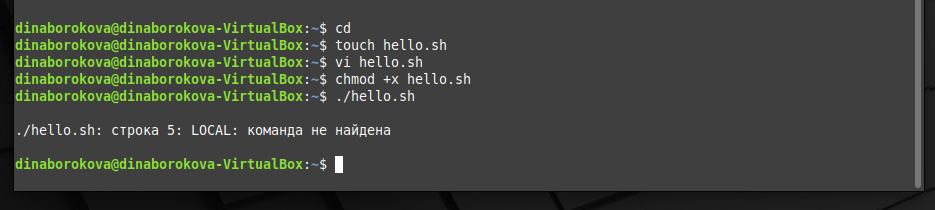 dinaborokova@dinaborokova-VirtualBox:~$ cd
dinaborokova@dinaborokova-VirtualBox:~$ touch hello.sh
dinaborokova@dinaborokova-VirtualBox:~$ vi hello.sh
dinaborokova@dinaborokova-VirtualBox:~$ chmod +x hello.sh
dinaborokova@dinaborokova-VirtualBox:~$ ./hello.sh
./hello.sh: строка 5: LOCAL: команда не найдена
dinaborokova@dinaborokova-VirtualBox:~$